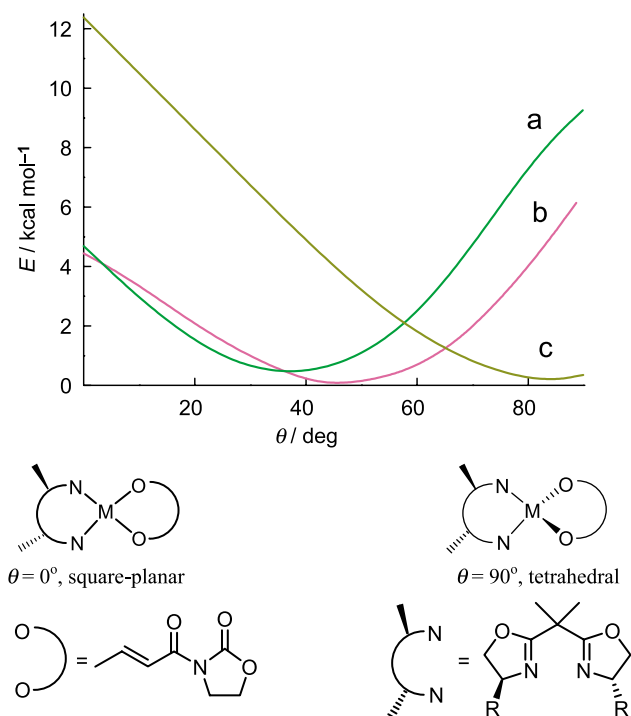 12
10
8
6
4
2
0
E / kcal mol⁻¹
a
b
c
20 40 60 80
θ / deg
N O
M
N O
N O
M
N O
θ = 0°, square-planar
θ = 90°, tetrahedral
O
O
=
O O
N O
N
N
=
O O
N N
R R